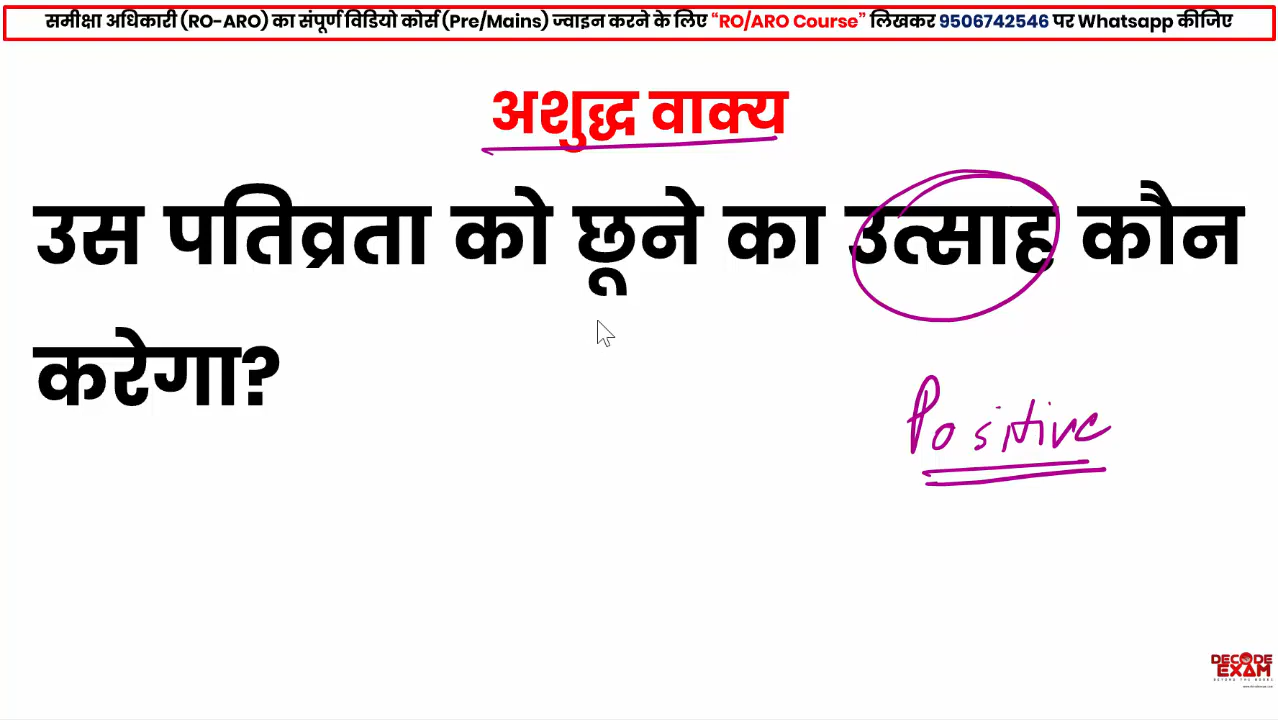 समीक्षा अधिकारी (RO-ARO) का संपूर्ण विडियो कोर्स (Pre/Mains) ज्वाइन करने के लिए “RO/ARO Course” लिखकर 9506742546 पर Whatsapp कीजिए
अशुद्ध वाक्य
उस पतिव्रता को छूने का उत्साह कौन
करेगा?
Positive
DECODE
EXAM